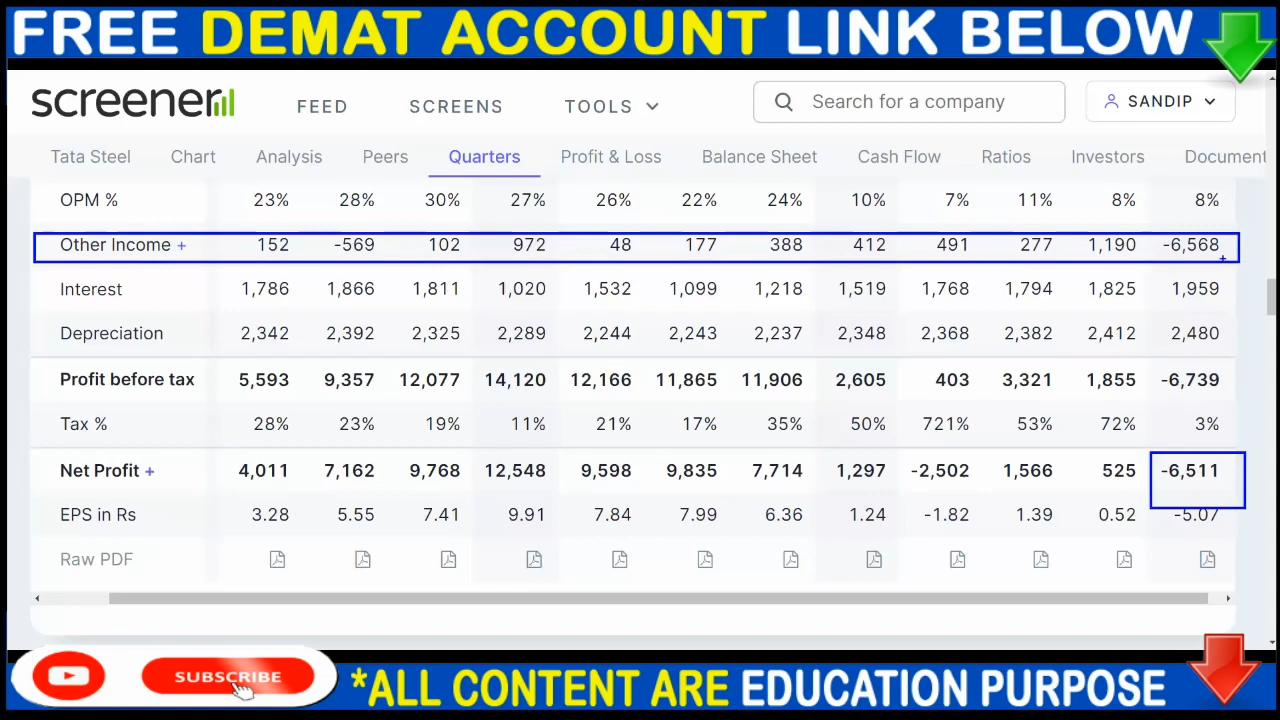 FREE DEMAT ACCOUNT LINK BELOW
screener FEED SCREENS TOOLS Search for a company SANDIP
Tata Steel Chart Analysis Peers Quarters Profit & Loss Balance Sheet Cash Flow Ratios Investors Document
OPM % 23% 28% 30% 27% 26% 22% 24% 10% 7% 11% 8% 8%
Other Income + 152 -569 102 972 48 177 388 412 491 277 1,190 -6,568
Interest 1,786 1,866 1,811 1,020 1,532 1,099 1,218 1,519 1,768 1,794 1,825 1,959
Depreciation 2,342 2,392 2,325 2,289 2,244 2,243 2,237 2,348 2,368 2,382 2,412 2,480
Profit before tax 5,593 9,357 12,077 14,120 12,166 11,865 11,906 2,605 403 3,321 1,855 -6,739
Tax % 28% 23% 19% 11% 21% 17% 35% 50% 721% 53% 72% 3%
Net Profit + 4,011 7,162 9,768 12,548 9,598 9,835 7,714 1,297 -2,502 1,566 525 -6,511
EPS in Rs 3.28 5.55 7.41 9.91 7.84 7.99 6.36 1.24 -1.82 1.39 0.52 -5.07
Raw PDF
SUBSCRIBE *ALL CONTENT ARE EDUCATION PURPOSE